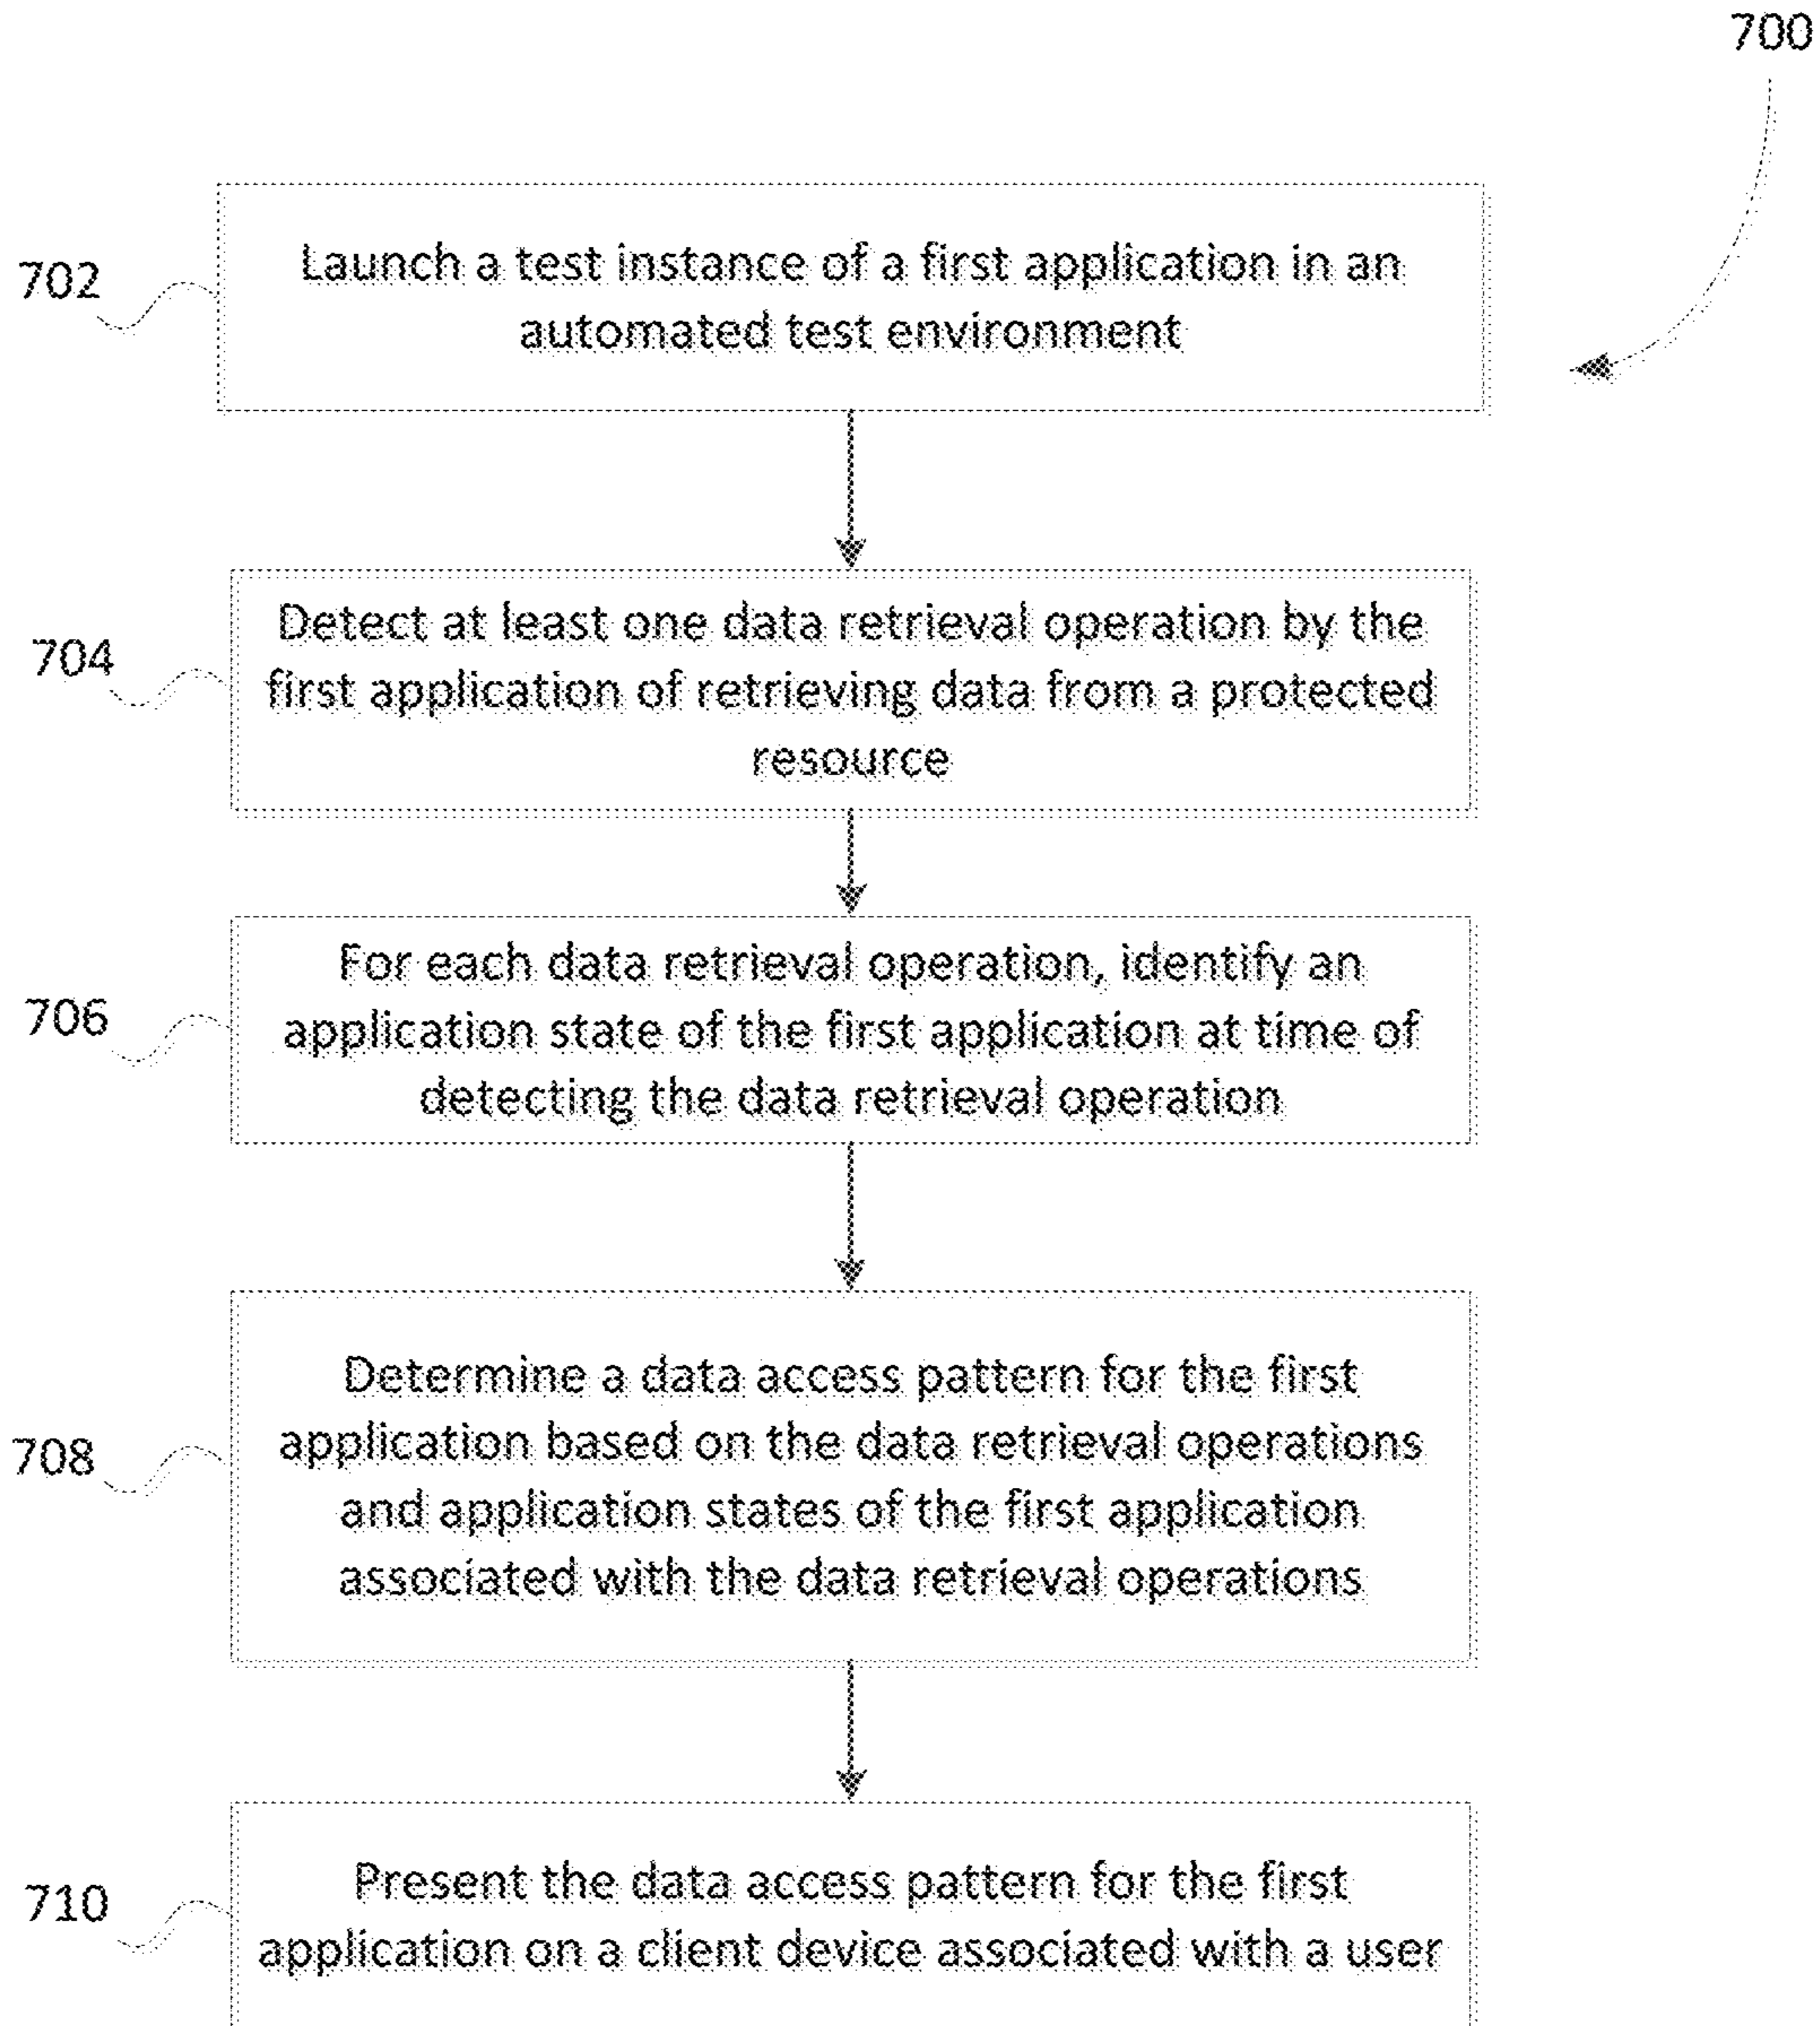 700
702
Launch a test instance of a first application in an
automated test environment
704
Detect at least one data retrieval operation by the
first application of retrieving data from a protected
resource
706
For each data retrieval operation, identify an
application state of the first application at time of
detecting the data retrieval operation
708
Determine a data access pattern for the first
application based on the data retrieval operations
and application states of the first application
associated with the data retrieval operations
710
Present the data access pattern for the first
application on a client device associated with a user